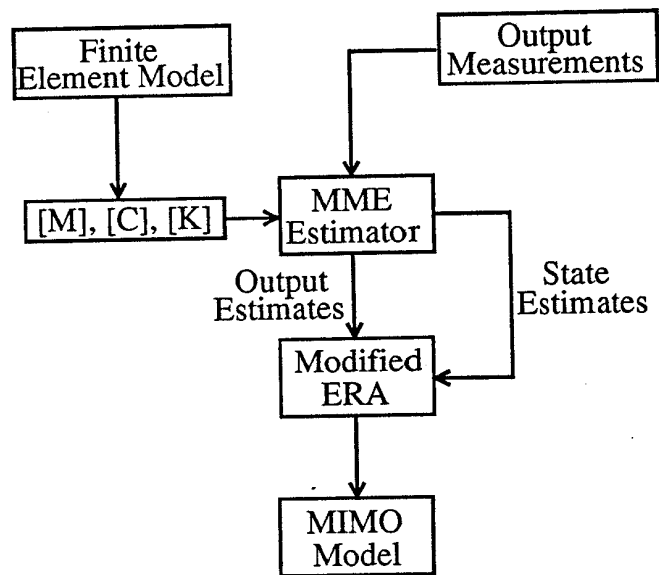 Finite
Element Model
Output
Measurements
[M], [C], [K]
MME
Estimator
Output
Estimates
State
Estimates
Modified
ERA
MIMO
Model